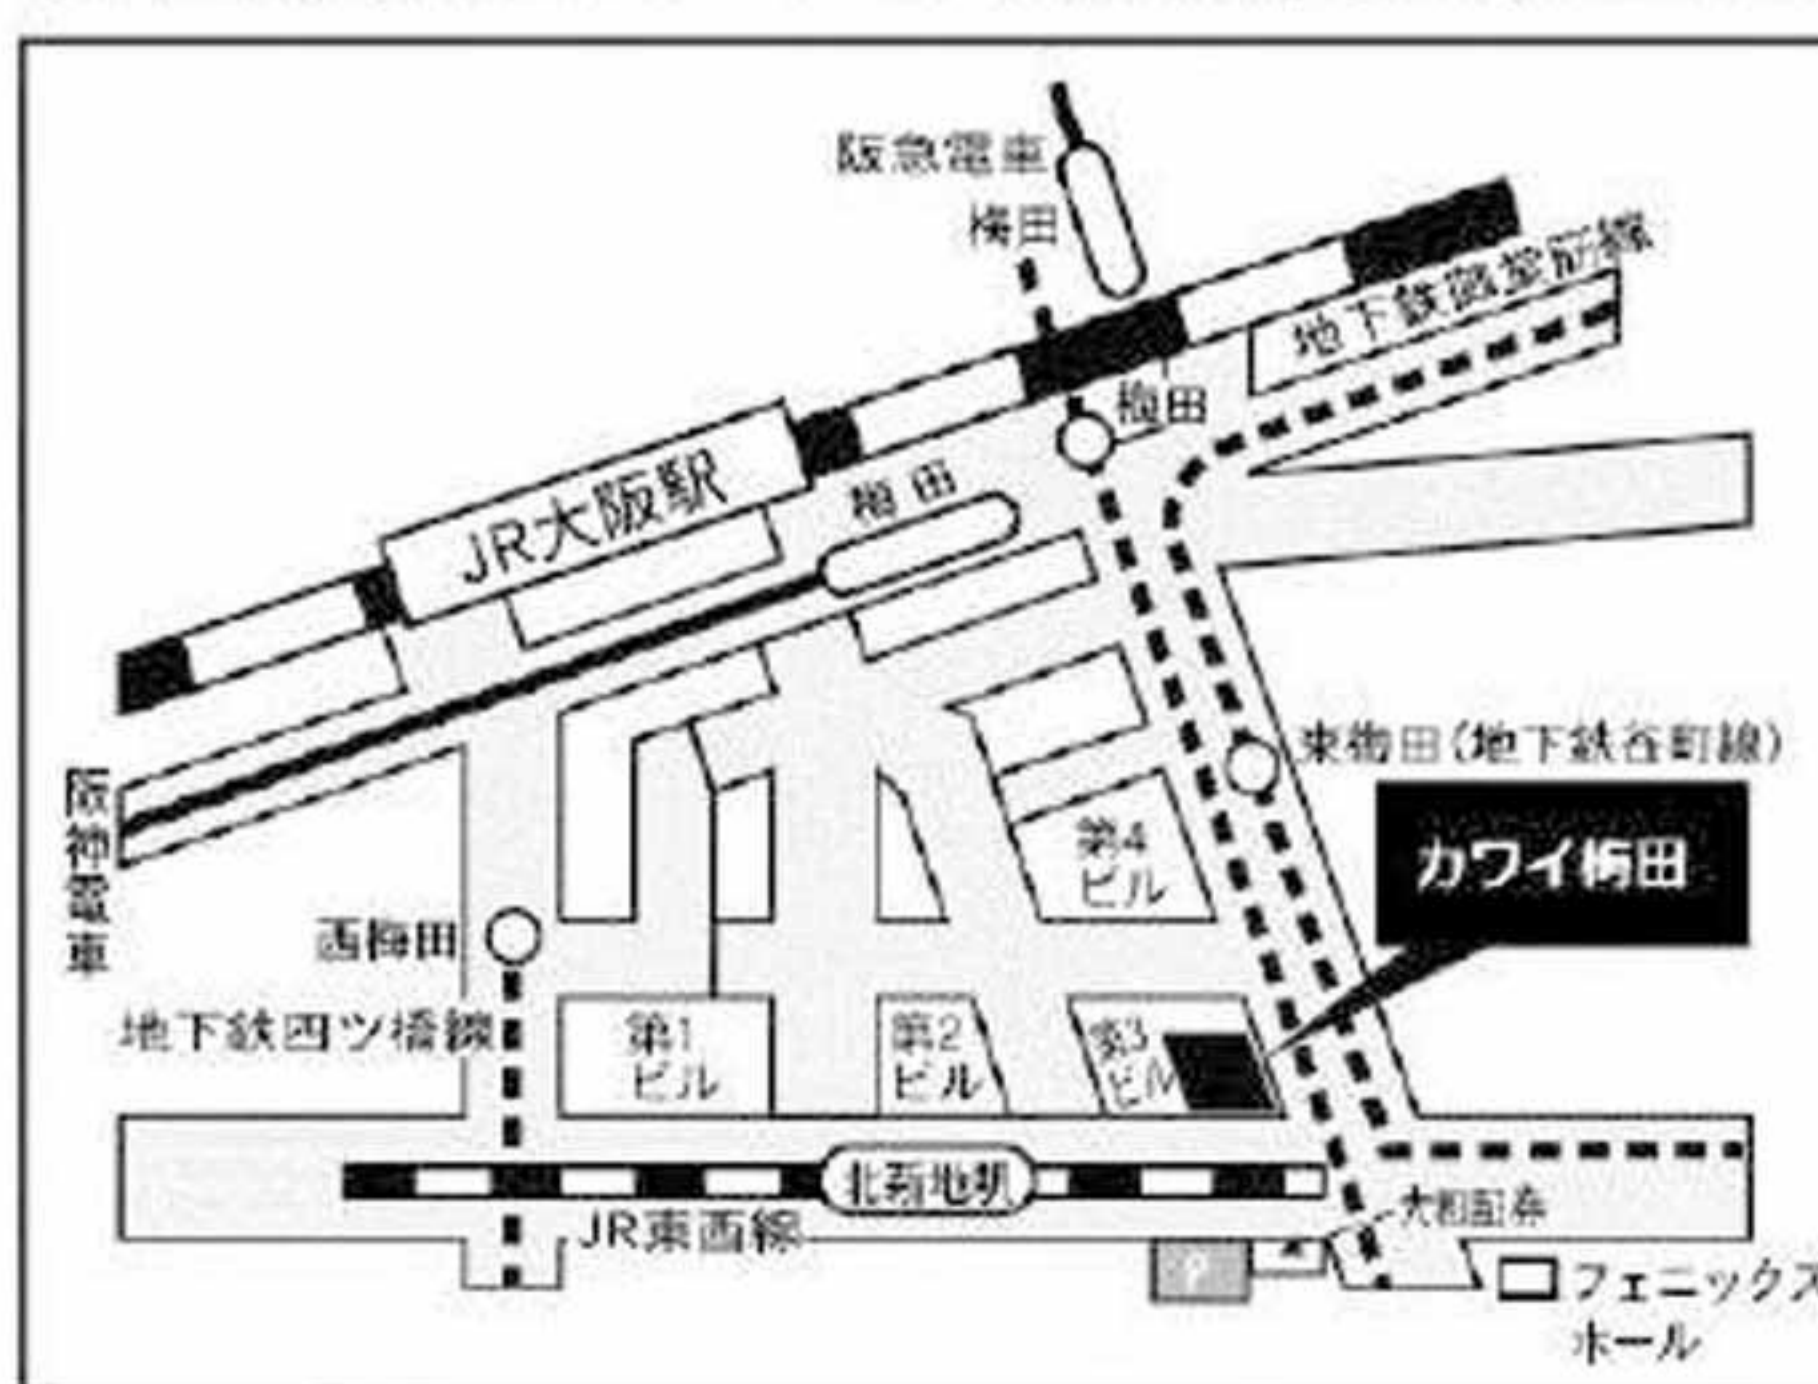 阪急電車
梅田
地下鉄御堂筋線
梅田
JR大阪駅
梅田
阪神電車
東梅田(地下鉄谷町線)
カワイ梅田
第4
ビル
西梅田
地下鉄四ツ橋線
第1
ビル
第2
ビル
第3
ビル
北新地駅
JR東西線
大和証券
P
フェニックス
ホール